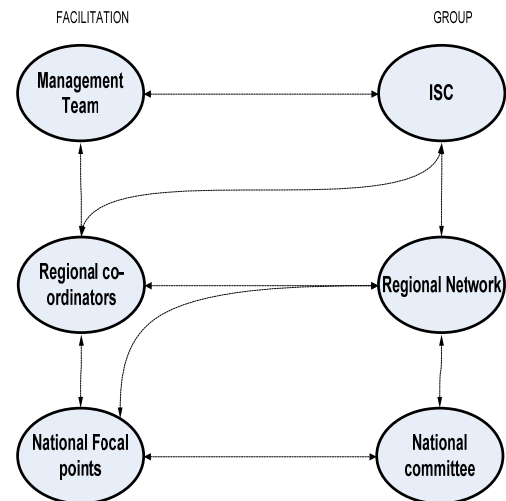 FACILITATION
GROUP
Management
Team
ISC
Regional co-
ordinators
Regional Network
National Focal
points
National
committee